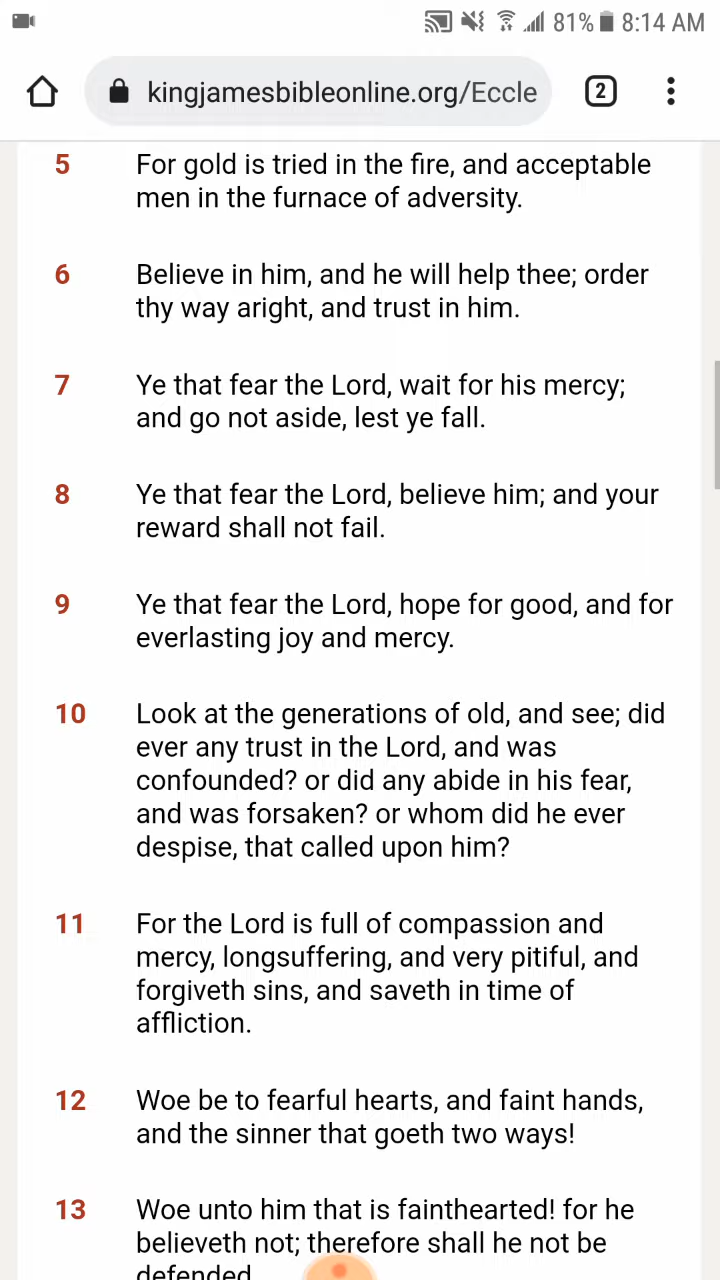 81% 8:14 AM
kingjamesbibleonline.org/Eccle
2
5 For gold is tried in the fire, and acceptable
men in the furnace of adversity.
6 Believe in him, and he will help thee; order
thy way aright, and trust in him.
7 Ye that fear the Lord, wait for his mercy;
and go not aside, lest ye fall.
8 Ye that fear the Lord, believe him; and your
reward shall not fail.
9 Ye that fear the Lord, hope for good, and for
everlasting joy and mercy.
10 Look at the generations of old, and see; did
ever any trust in the Lord, and was
confounded? or did any abide in his fear,
and was forsaken? or whom did he ever
despise, that called upon him?
11 For the Lord is full of compassion and
mercy, longsuffering, and very pitiful, and
forgiveth sins, and saveth in time of
affliction.
12 Woe be to fearful hearts, and faint hands,
and the sinner that goeth two ways!
13 Woe unto him that is fainthearted! for he
believeth not; therefore shall he not be
defended